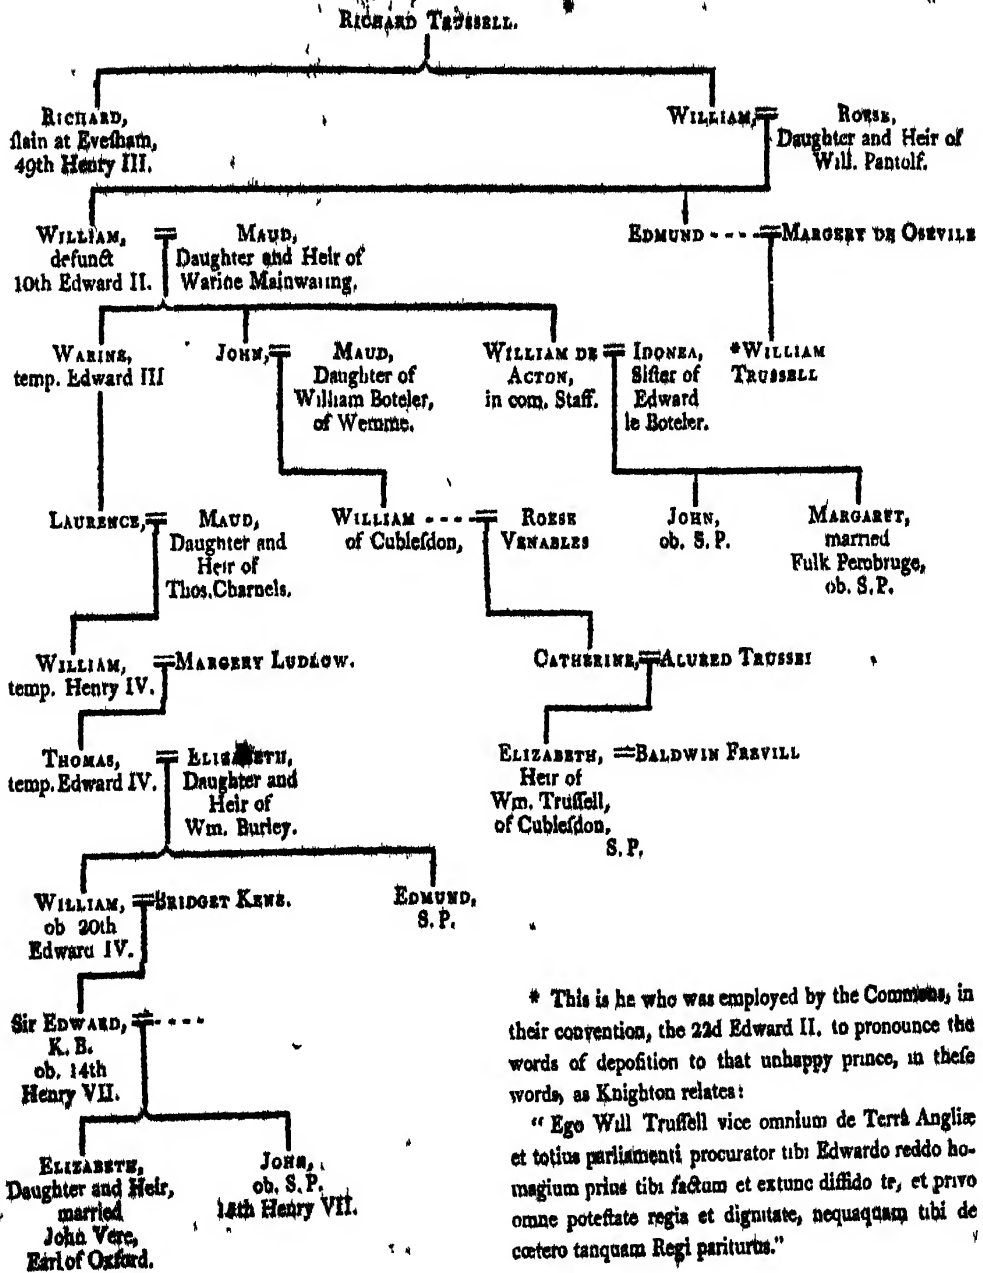 RICHARD TRUSSELL.
RICHARD,
ſlain at Eveſham,
49th Henry III.
WILLIAM, = ROESE,
Daughter and Heir of
Will. Pantolf.
WILLIAM,
defunct
10th Edward II.
= MAUD,
Daughter and Heir of
Warine Mainwaring.
EDMUND - - - - = MARGERY DE OSEVILE
WARINE,
temp. Edward III
JOHN, = MAUD,
Daughter of
William Boteler,
of Wemme.
WILLIAM DE
ACTON,
in com. Staff.
= IDONEA,
Siſter of
Edward
le Boteler.
*WILLIAM
TRUSSELL
LAURENCE, = MAUD,
Daughter and
Heir of
Thos. Charnels.
WILLIAM - - - - =
of Cubleſdon,
ROESE
VENABLES
JOHN,
ob. S. P.
MARGARET,
married
Fulk Pembruge,
ob. S. P.
WILLIAM,
temp. Henry IV.
= MARGERY LUDLOW.
CATHERINE, = ALURED TRUSSEL
THOMAS,
temp. Edward IV.
= ELIZABETH,
Daughter and
Heir of
Wm. Burley.
ELIZABETH,
Heir of
Wm. Truſſell,
of Cubleſdon,
S. P.
= BALDWIN FREVILL
WILLIAM,
ob 20th
Edward IV.
= BRIDGET KENE.
EDMUND,
S. P.
Sir EDWARD, = - - - -
K. B.
ob. 14th
Henry VII.
ELIZABETH,
Daughter and Heir,
married
John Vere,
Earl of Oxford.
JOHN,
ob. S. P.
Henry VII.
* This is he who was employed by the Commons, in
their convention, the 22d Edward II. to pronounce the
words of depoſition to that unhappy prince, in theſe
words, as Knighton relates:
“ Ego Will Truſſell vice omnium de Terrâ Angliæ
et totius parliamenti procurator tibi Edwardo reddo ho-
magium prius tibi factum et extunc diffido te, et privo
omne poteſtate regia et dignitate, nequaquam tibi de
cœtero tanquam Regi pariturus.”